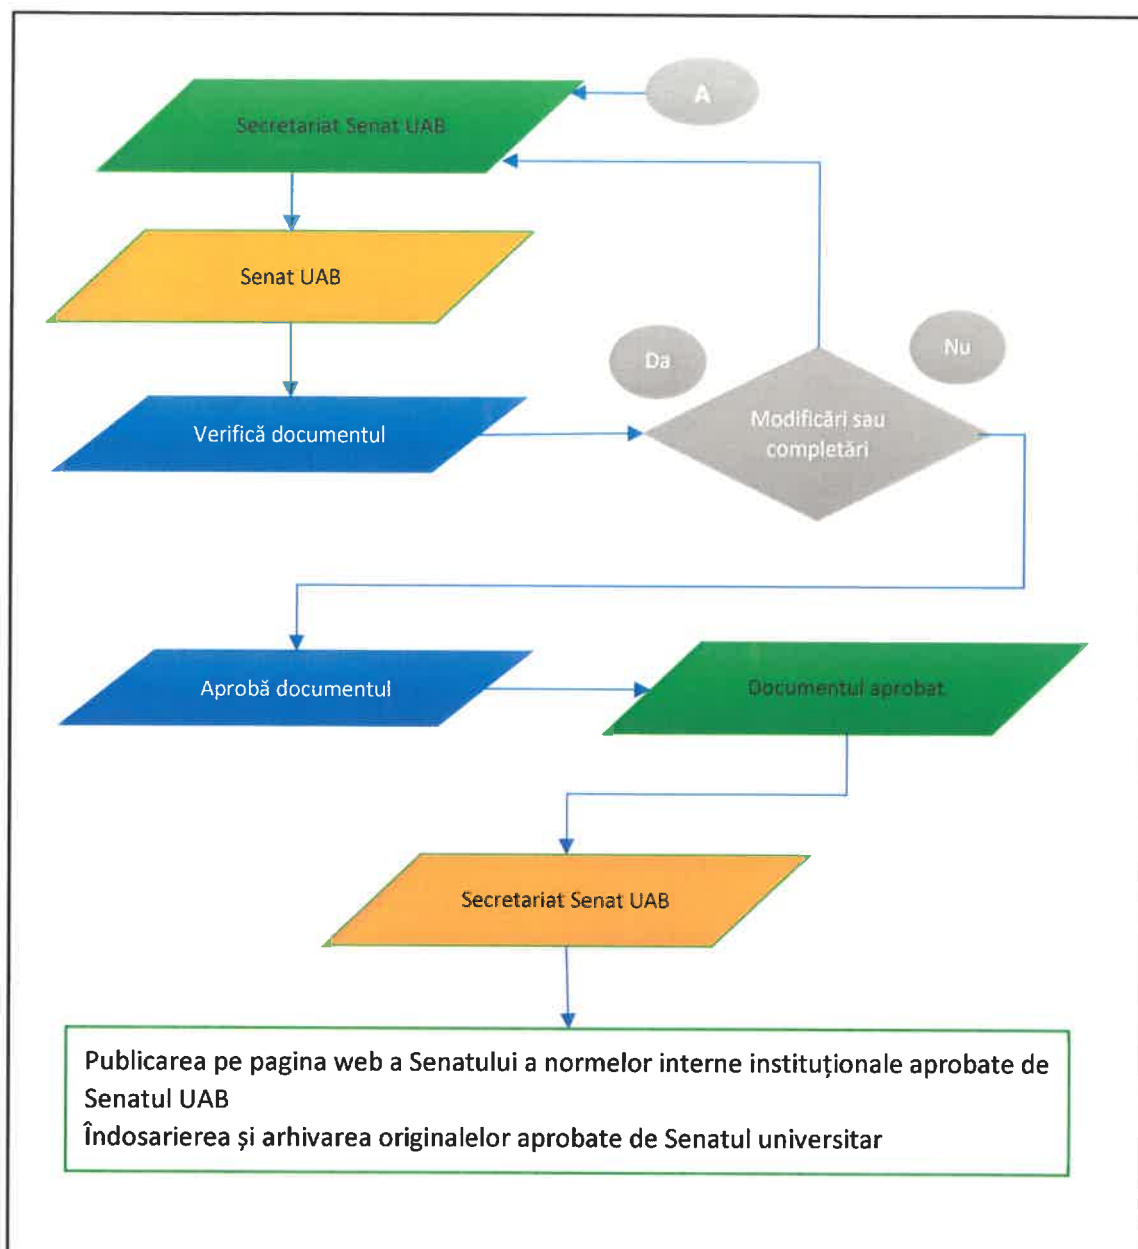 A
Secretariat Senat UAB
Senat UAB
Da
Nu
Verifică documentul
Modificări sau
completări
Aprobă documentul
Documentul aprobat
Secretariat Senat UAB
Publicarea pe pagina web a Senatului a normelor interne instituționale aprobate de
Senatul UAB
Îndosarierea și arhivarea originalelor aprobate de Senatul universitar